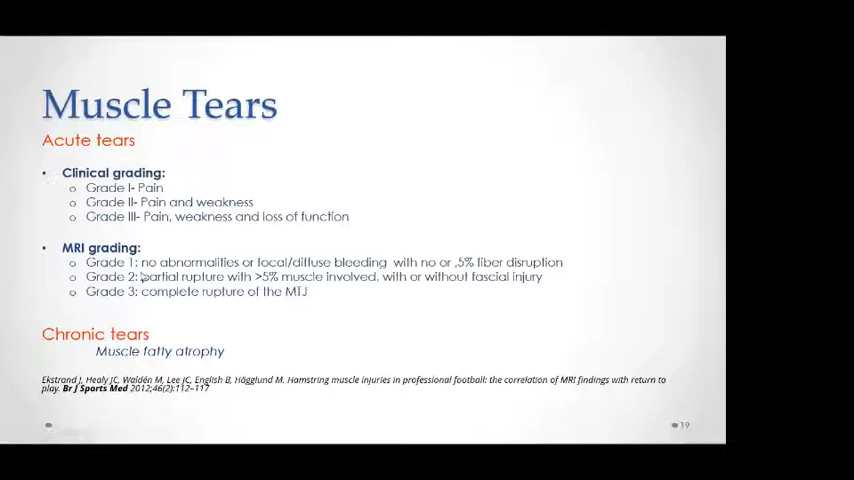 Muscle Tears
Acute tears
• Clinical grading:
o Grade I- Pain
o Grade II- Pain and weakness
o Grade III- Pain, weakness and loss of function
• MRI grading:
o Grade 1: no abnormalities or local/diffuse bleeding with no or ,5% fiber disruption
o Grade 2: partial rupture with >5% muscle involved, with or without fascial injury
o Grade 3: complete rupture of the MTJ
Chronic tears
Muscle fatty atrophy
Ekstrand J, Healy JC, Waldén M, Lee JC, English B, Hägglund M. Hamstring muscle injuries in professional football: the correlation of MRI findings with return to
play. Br J Sports Med 2012;46(2):112–117
19